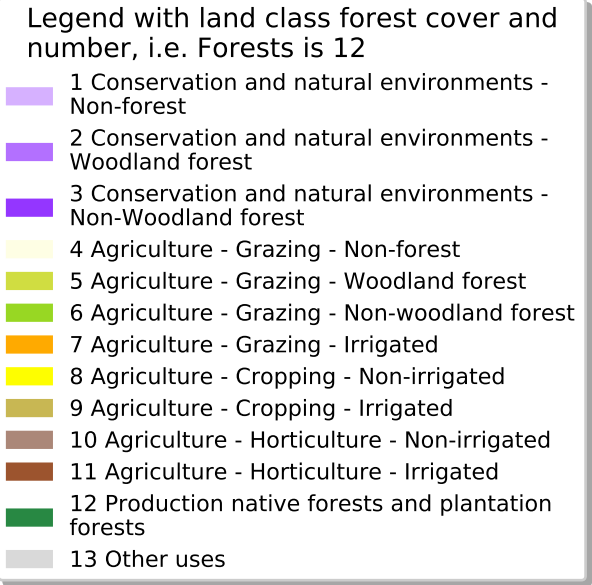 Legend with land class forest cover and
number, i.e. Forests is 12
1 Conservation and natural environments -
Non-forest
2 Conservation and natural environments -
Woodland forest
3 Conservation and natural environments -
Non-Woodland forest
4 Agriculture - Grazing - Non-forest
5 Agriculture - Grazing - Woodland forest
6 Agriculture - Grazing - Non-woodland forest
7 Agriculture - Grazing - Irrigated
8 Agriculture - Cropping - Non-irrigated
9 Agriculture - Cropping - Irrigated
10 Agriculture - Horticulture - Non-irrigated
11 Agriculture - Horticulture - Irrigated
12 Production native forests and plantation
forests
13 Other uses